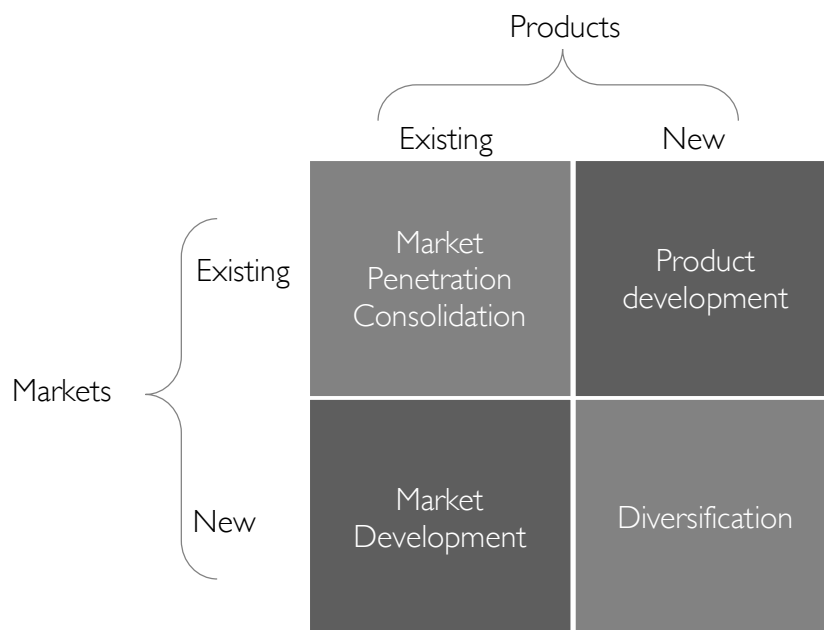 Products
Existing
New
Market
Penetration
Consolidation
Product
development
Existing
Markets
New
Market
Development
Diversification